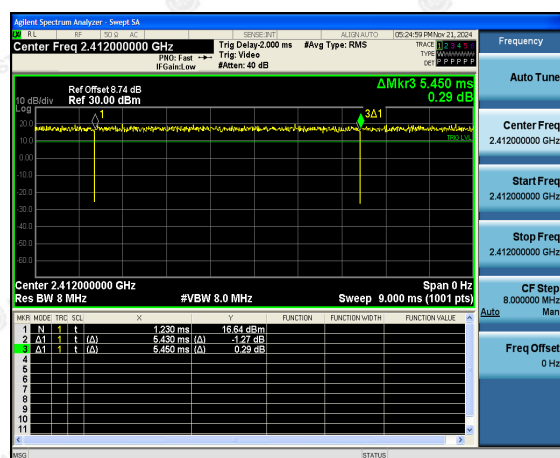 Agilent Spectrum Analyzer - Swept SA
RL RF 50 Ω AC SENSE:INT ALIGN AUTO 05:24:59 PM Nov 21, 2024
Center Freq 2.412000000 GHz
Trig Delay-2.000 ms #Avg Type: RMS
TRACE 1 2 3 4 5 6
PNO: Fast Trig: Video
TYPE WWWWWW
IFGain:Low #Atten: 40 dB
DET P P P P P P
Frequency
Auto Tune
Center Freq
2.412000000 GHz
Start Freq
2.412000000 GHz
Stop Freq
2.412000000 GHz
CF Step
8.000000 MHz
Auto Man
Freq Offset
0 Hz
ΔMkr3 5.450 ms
0.29 dB
Ref Offset 8.74 dB
10 dB/div Ref 30.00 dBm
Log
1
3Δ1
TRIG LVL
20.0
10.0
0.00
-10.0
-20.0
-30.0
-40.0
-50.0
-60.0
Center 2.412000000 GHz Span 0 Hz
Res BW 8 MHz #VBW 8.0 MHz Sweep 9.000 ms (1001 pts)
MKR MODE TRC SCL X Y FUNCTION FUNCTION WIDTH FUNCTION VALUE
1 N 1 t 1.230 ms 16.64 dBm
2 Δ1 1 t (Δ) 5.430 ms (Δ) -1.27 dB
3 Δ1 1 t (Δ) 5.450 ms (Δ) 0.29 dB
4
5
6
7
8
9
10
11
MSG STATUS